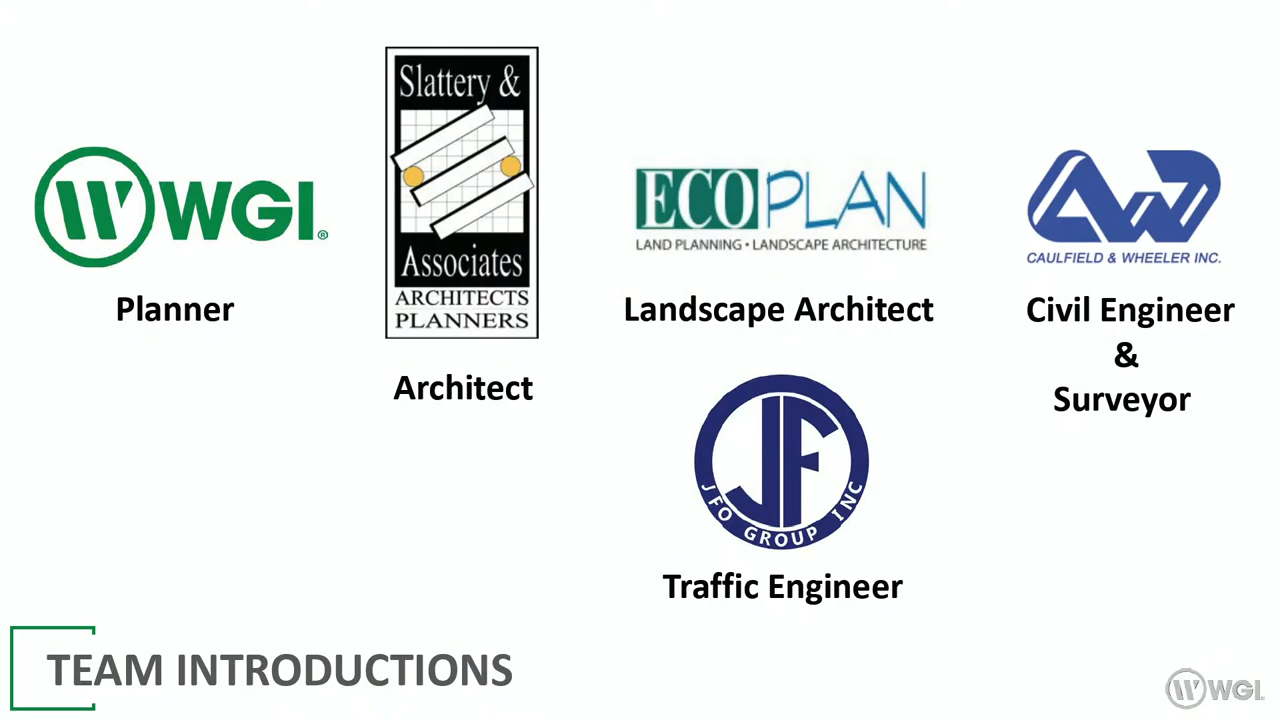 WGI®
Planner
Slattery &
Associates
ARCHITECTS
PLANNERS
Architect
ECOPLAN
LAND PLANNING • LANDSCAPE ARCHITECTURE
Landscape Architect
CAULFIELD & WHEELER INC.
Civil Engineer
&
Surveyor
JF
JFO GROUP INC
Traffic Engineer
TEAM INTRODUCTIONS
WGI